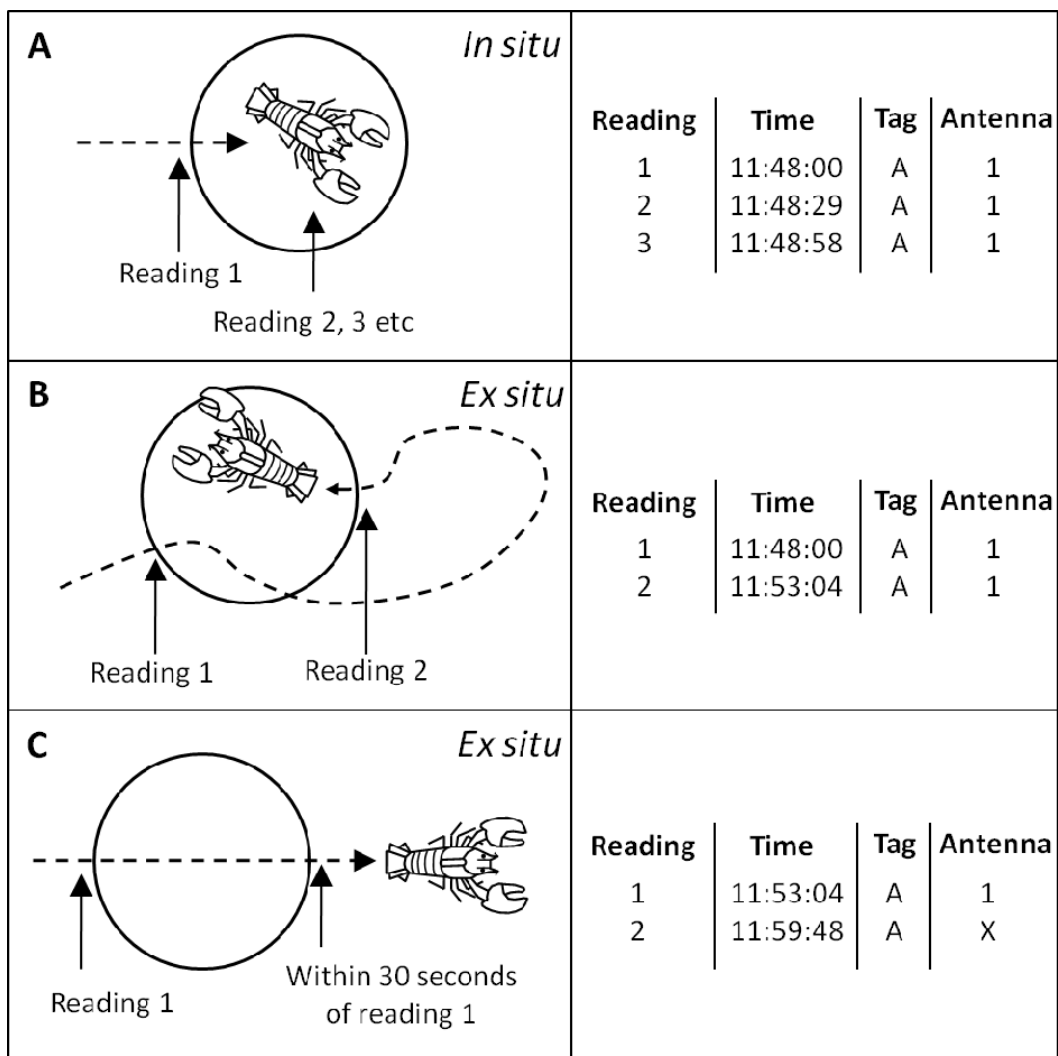 A
In situ
Reading 1
Reading 2, 3 etc
Reading Time Tag Antenna
1 11:48:00 A 1
2 11:48:29 A 1
3 11:48:58 A 1
B
Ex situ
Reading 1
Reading 2
Reading Time Tag Antenna
1 11:48:00 A 1
2 11:53:04 A 1
C
Ex situ
Reading 1
Within 30 seconds
of reading 1
Reading Time Tag Antenna
1 11:53:04 A 1
2 11:59:48 A X